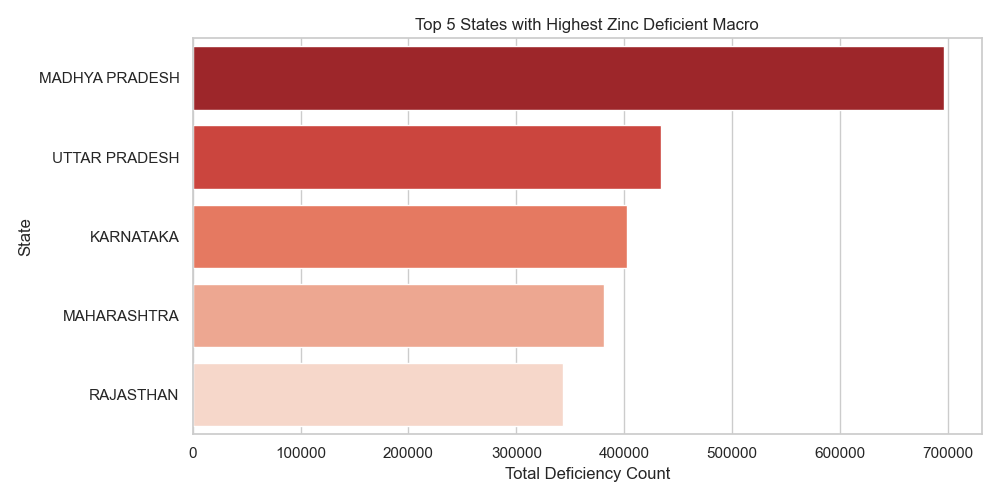 Top 5 States with Highest Zinc Deficient Macro
MADHYA PRADESH
UTTAR PRADESH
KARNATAKA
MAHARASHTRA
RAJASTHAN
State
0 100000 200000 300000 400000 500000 600000 700000
Total Deficiency Count